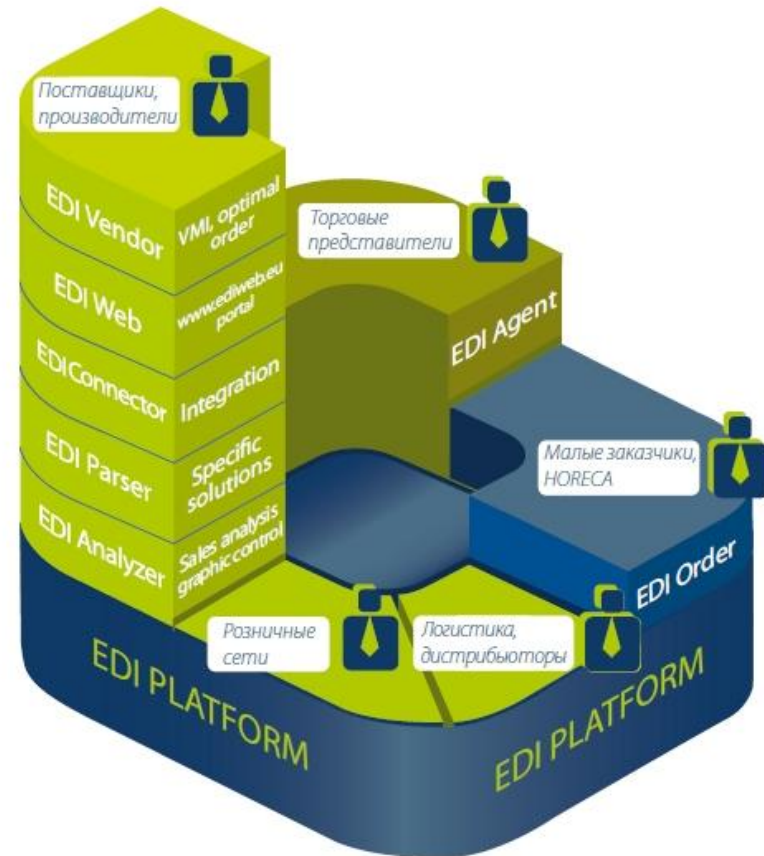 Поставщики,
производители
EDI Vendor
VMI, optimal
order
EDI Web
www.ediweb.eu
portal
EDIConnector
Integration
EDI Parser
Specific
solutions
EDI Analyzer
Sales analysis
graphic control
Торговые
представители
EDI Agent
Малые заказчики,
HORECA
EDI Order
Розничные
сети
Логистика,
дистрибьюторы
EDI PLATFORM
EDI PLATFORM